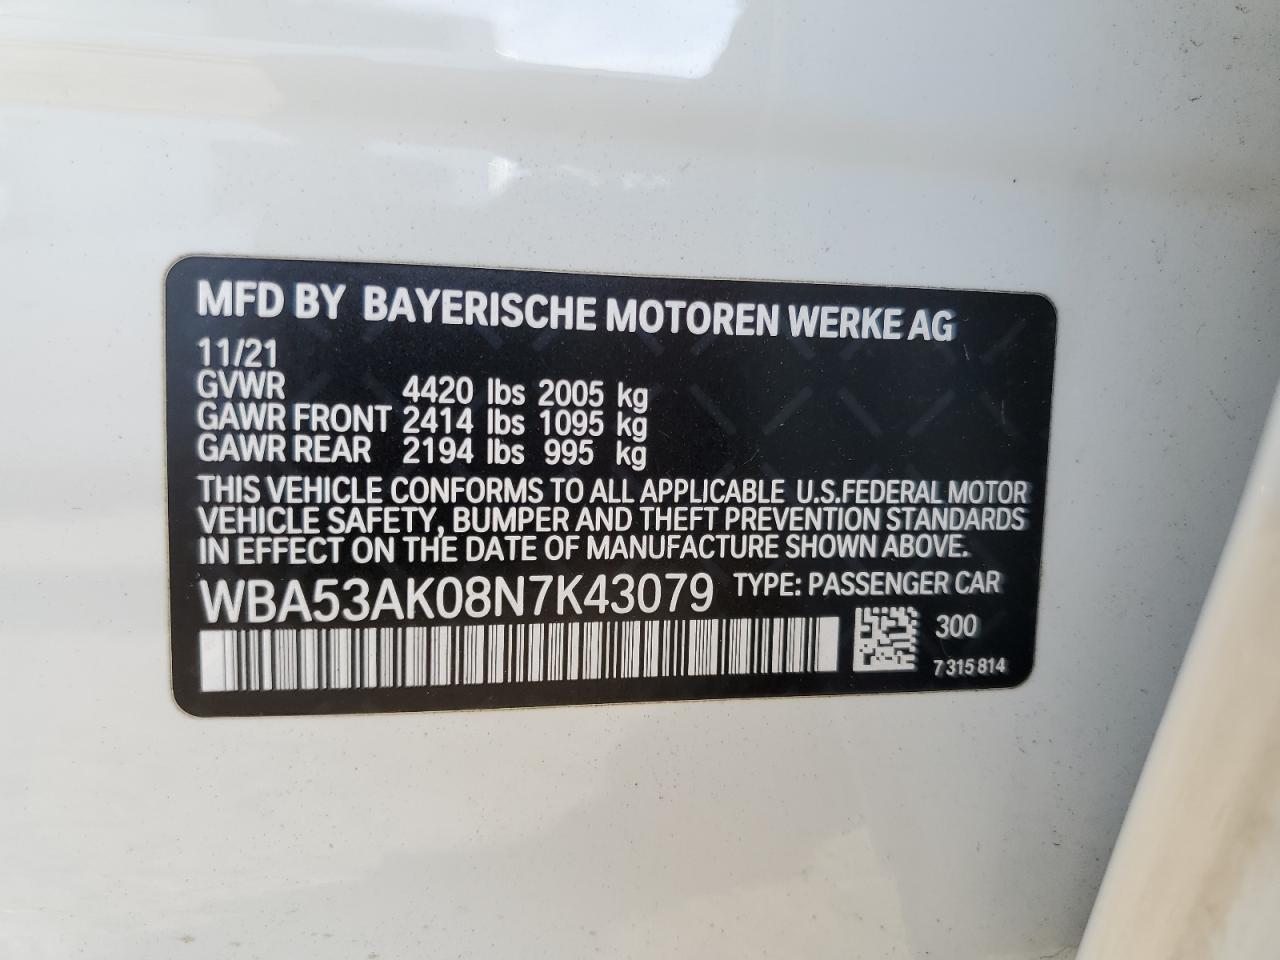 MFD BY BAYERISCHE MOTOREN WERKE AG
11/21
GVWR 4420 lbs 2005 kg
GAWR FRONT 2414 lbs 1095 kg
GAWR REAR 2194 lbs 995 kg
THIS VEHICLE CONFORMS TO ALL APPLICABLE U.S.FEDERAL MOTOR
VEHICLE SAFETY, BUMPER AND THEFT PREVENTION STANDARDS
IN EFFECT ON THE DATE OF MANUFACTURE SHOWN ABOVE.
WBA53AK08N7K43079 TYPE: PASSENGER CAR
300
7 315 814